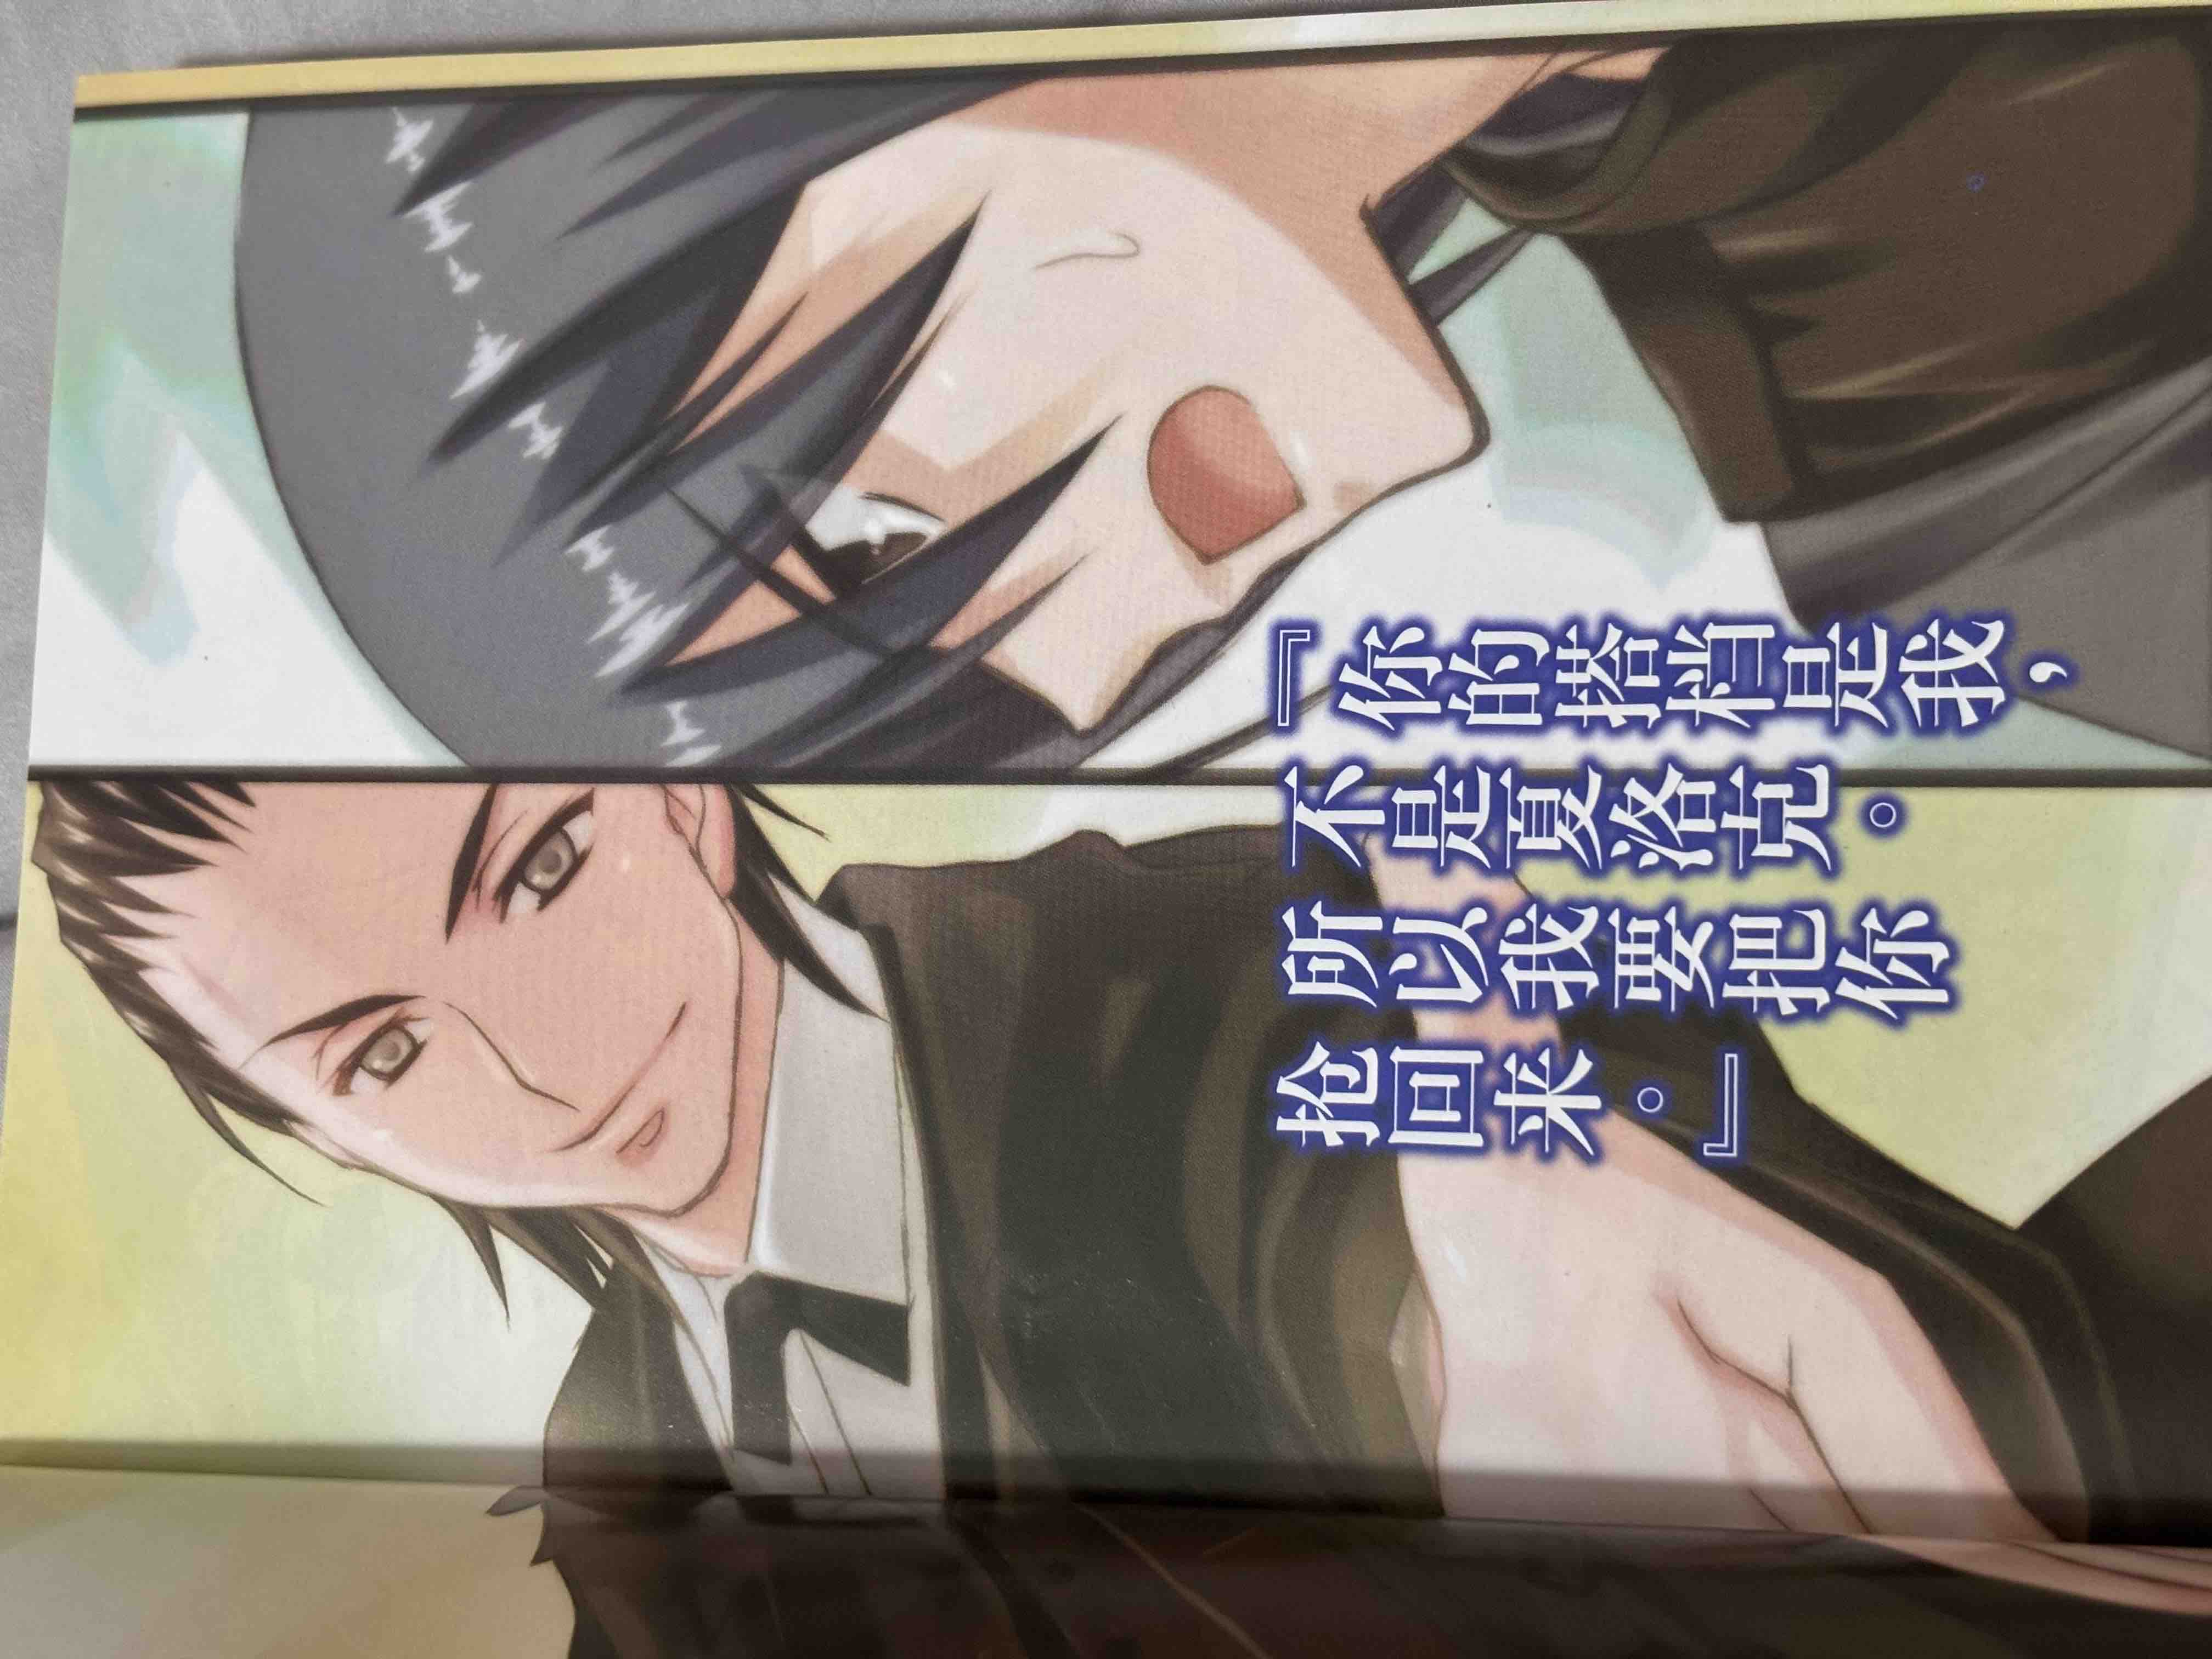 『你的搭档是我，
不是夏洛克。
所以我要把你
抢回来。』